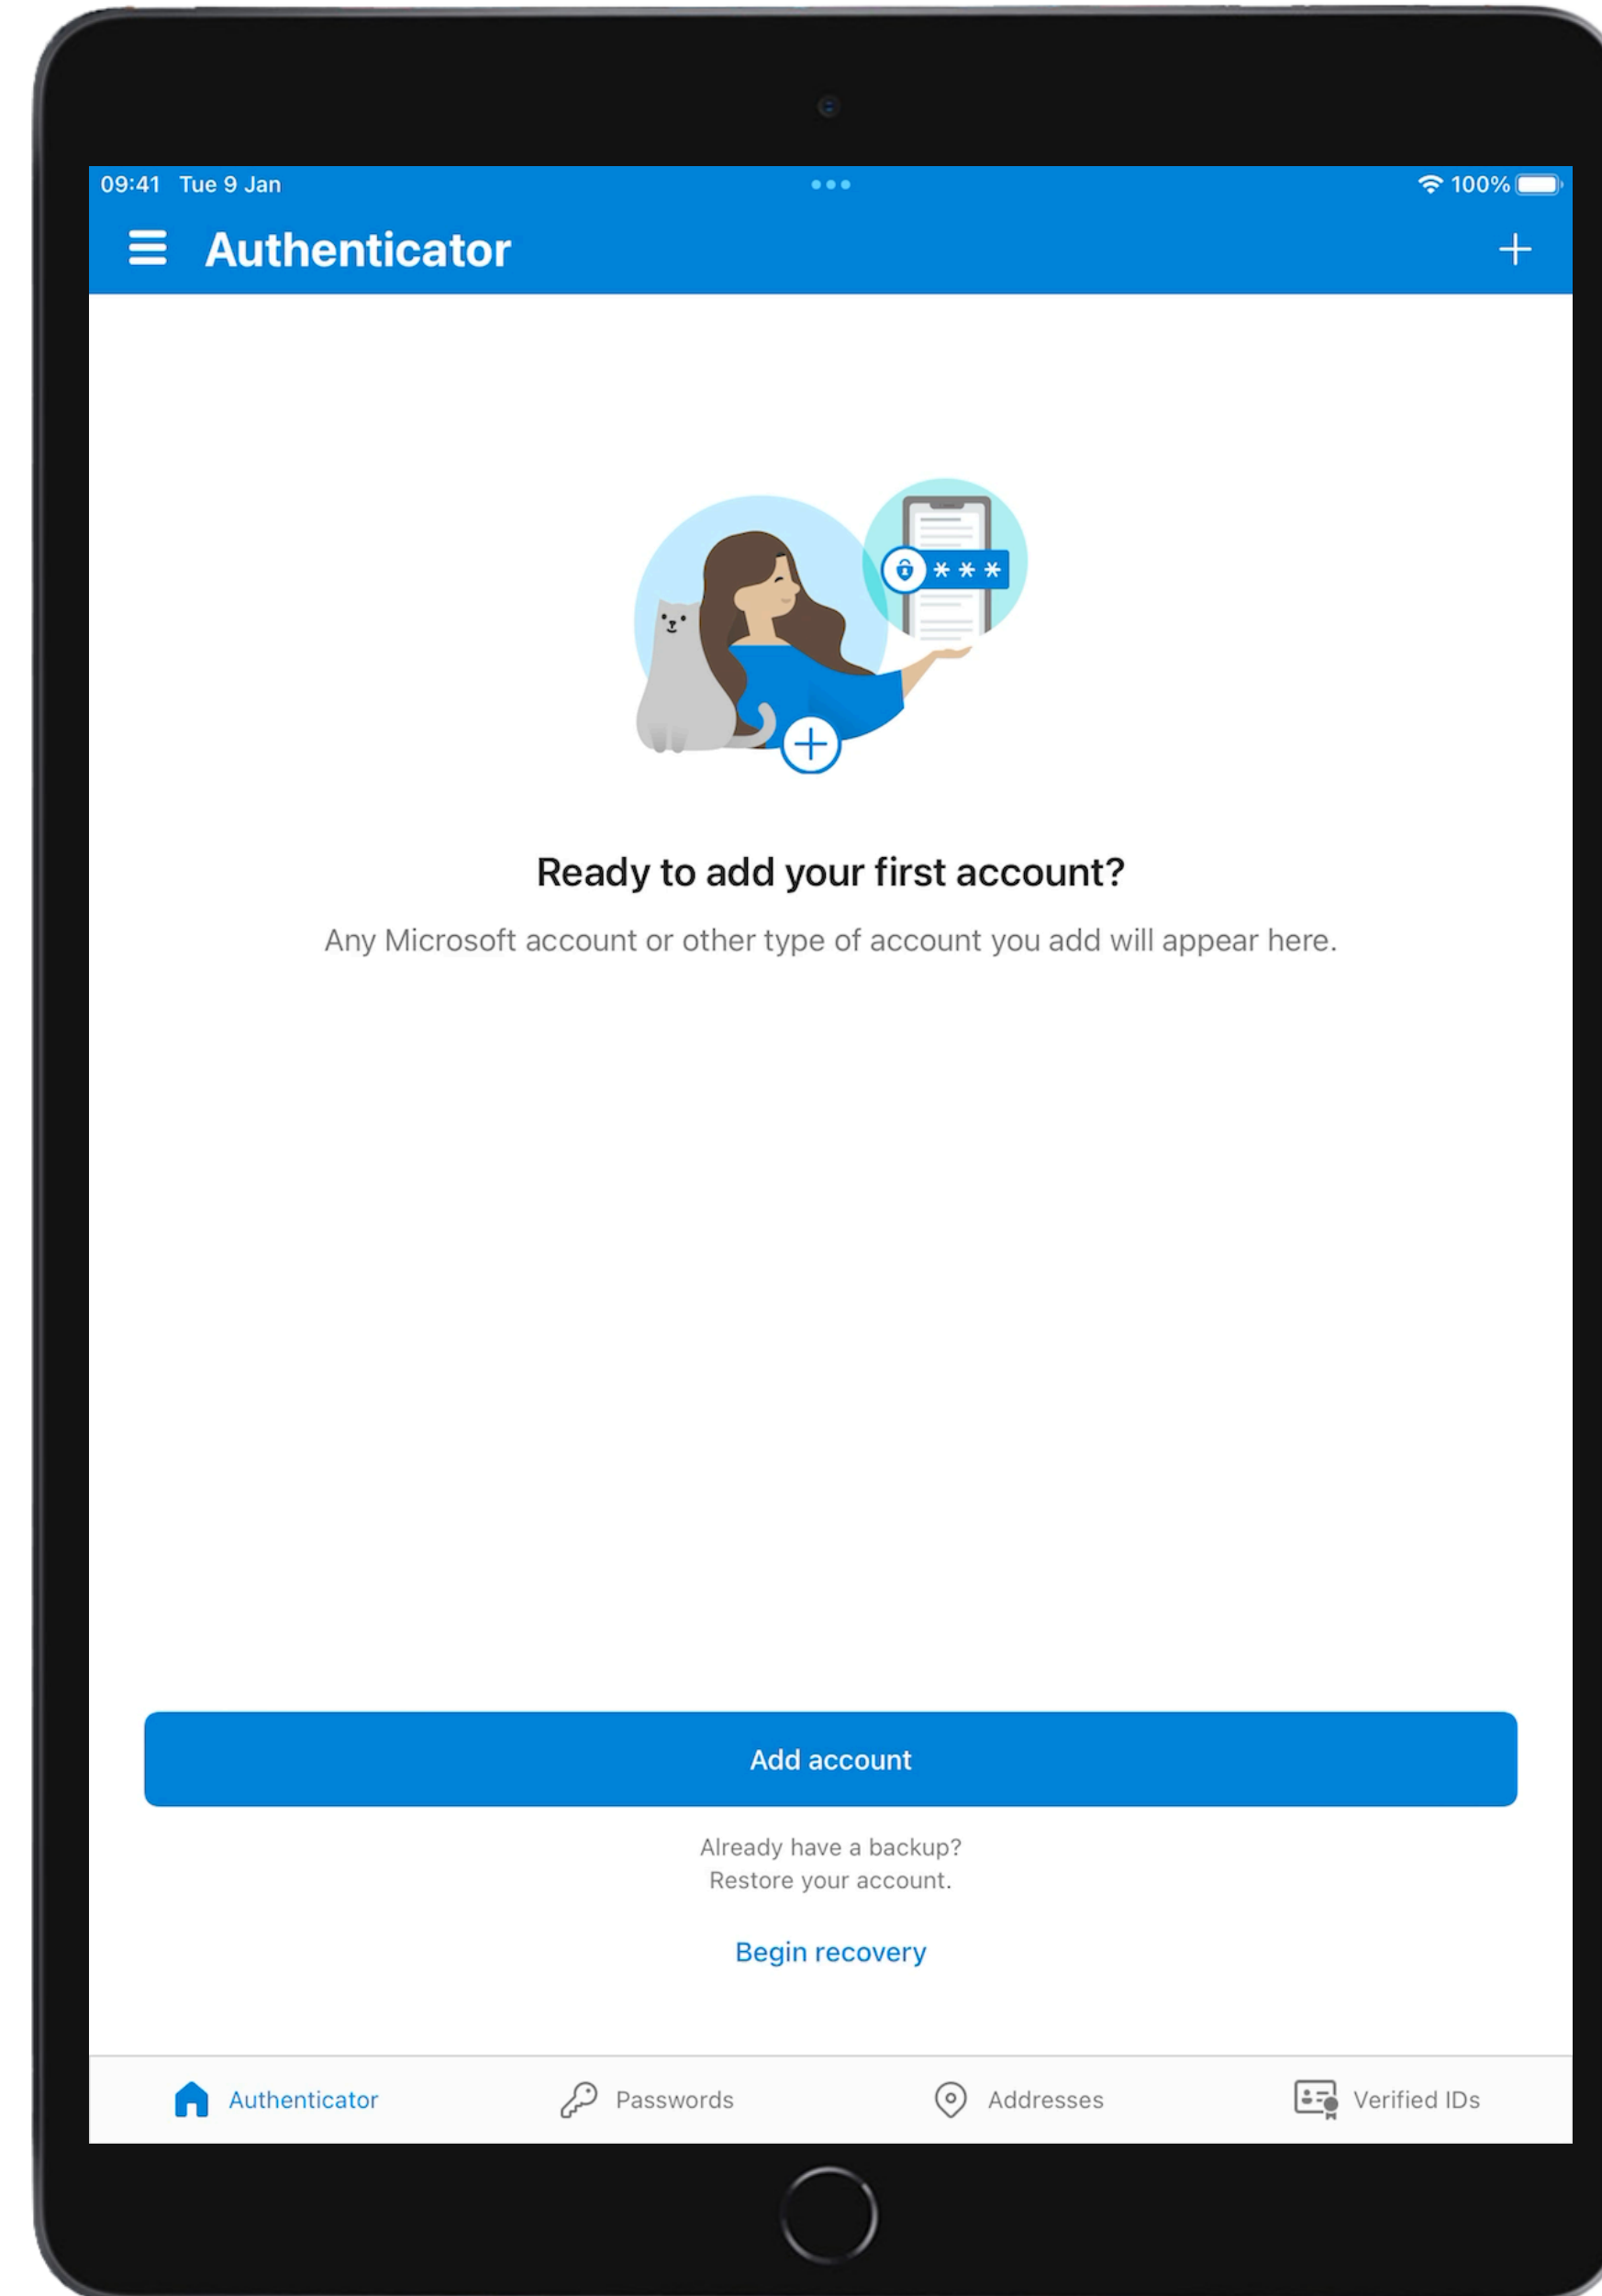 09:41 Tue 9 Jan
100%
Authenticator
* * *
Ready to add your first account?
Any Microsoft account or other type of account you add will appear here.
Add account
Already have a backup?
Restore your account.
Begin recovery
Authenticator
Passwords
Addresses
Verified IDs